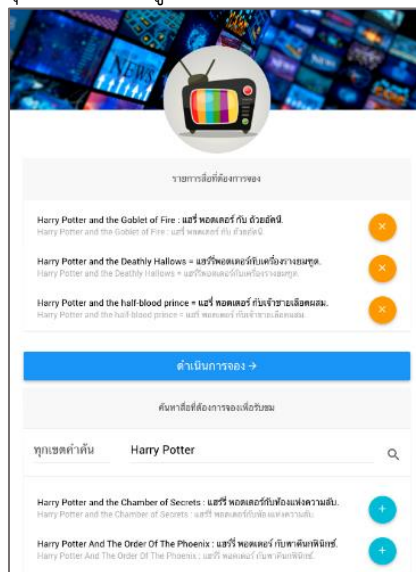 NEWS
รายการสื่อที่ต้องการจอง
Harry Potter and the Goblet of Fire : แฮรี่ พอตเตอร์ กับ ถ้วยอัคนี.
Harry Potter and the Goblet of Fire : แฮรี่ พอตเตอร์ กับ ถ้วยอัคนี.
Harry Potter and the Deathly Hallows = แฮร์รี่พอตเตอร์กับเครื่องรางยมฑูต.
Harry Potter and the Deathly Hallows = แฮร์รี่พอตเตอร์กับเครื่องรางยมฑูต.
Harry Potter and the half-blood prince = แฮรี่ พอตเตอร์ กับเจ้าชายเลือดผสม.
Harry Potter and the half-blood prince = แฮรี่ พอตเตอร์ กับเจ้าชายเลือดผสม.
ดำเนินการจอง →
ค้นหาสื่อที่ต้องการจองเพื่อรับชม
ทุกเขตคำค้น Harry Potter
Harry Potter and the Chamber of Secrets : แฮร์รี่ พอตเตอร์กับห้องแห่งความลับ.
Harry Potter and the Chamber of Secrets : แฮร์รี่ พอตเตอร์กับห้องแห่งความลับ.
Harry Potter And The Order Of The Phoenix : แฮร์รี่ พอตเตอร์ กับภาคีนกฟินิกซ์.
Harry Potter And The Order Of The Phoenix : แฮร์รี่ พอตเตอร์ กับภาคีนกฟินิกซ์.